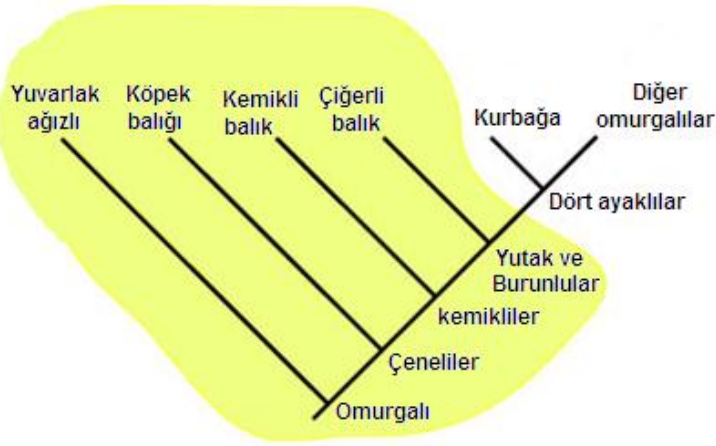 Yuvarlak
ağızlı
Köpek
balığı
Kemikli
balık
Çiğerli
balık
Kurbağa
Diğer
omurgalılar
Dört ayaklılar
Yutak ve
Burunlular
kemikliler
Çeneliler
Omurgalı